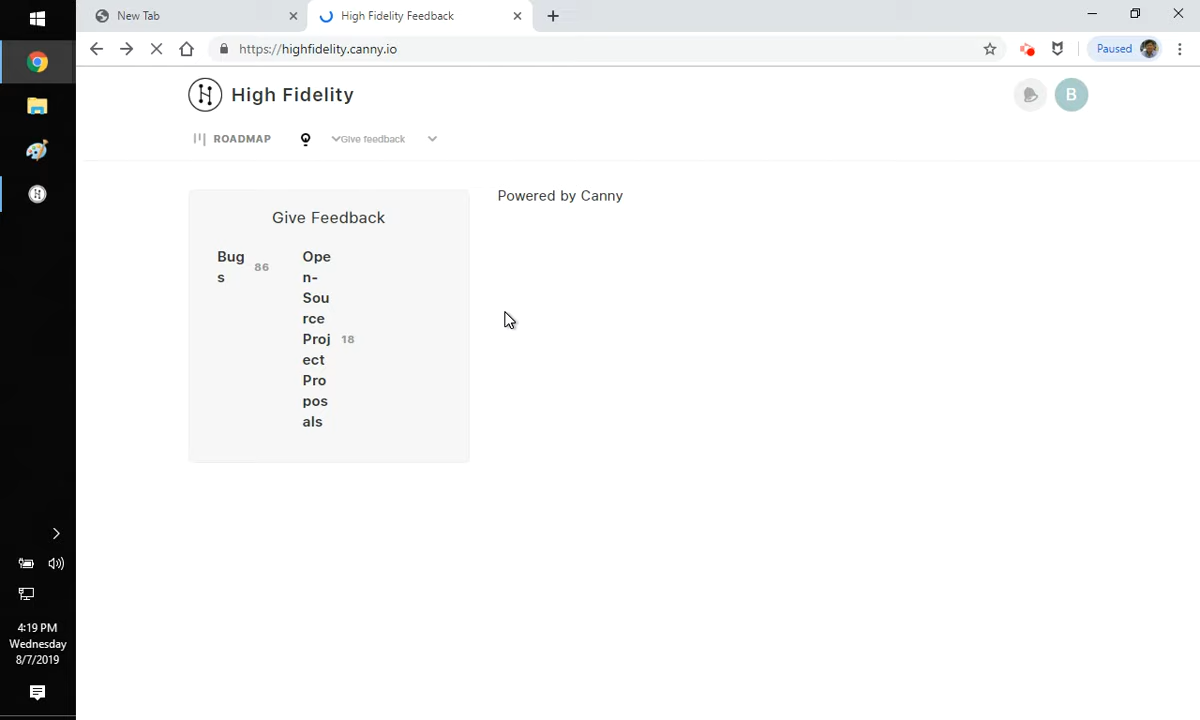 New Tab
High Fidelity Feedback
https://highfidelity.canny.io
Paused
High Fidelity
B
ROADMAP
Give feedback
Give Feedback
Powered by Canny
Bug
s
86
Ope
n-
Sou
rce
Proj
ect
Pro
pos
als
18
4:19 PM
Wednesday
8/7/2019